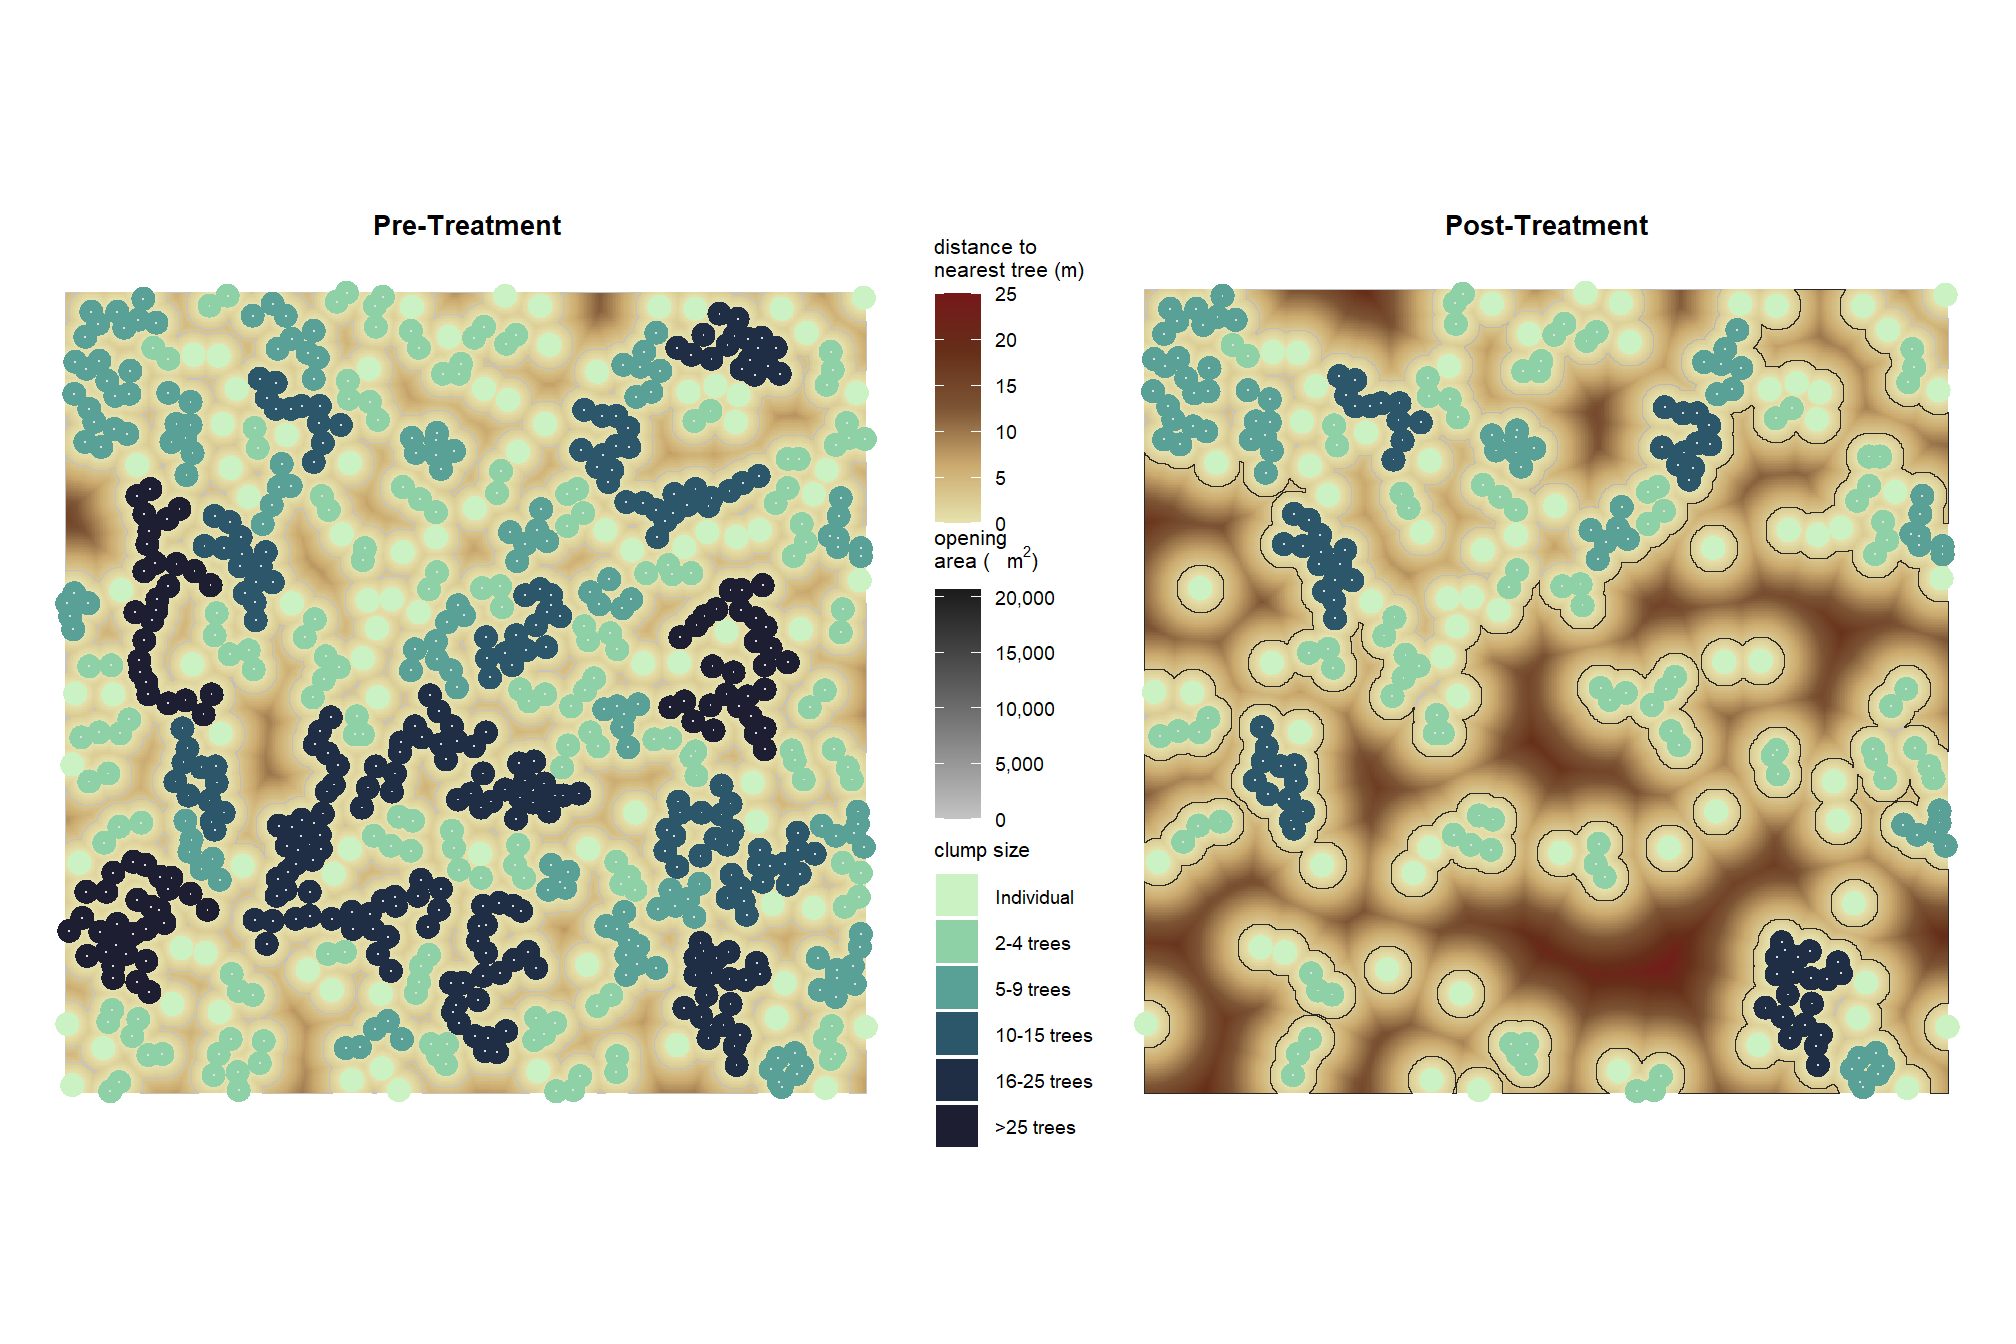 Pre-Treatment
Post-Treatment
distance to
nearest tree (m)
25
20
15
10
5
0
opening
area ( m²)
20,000
15,000
10,000
5,000
0
clump size
Individual
2-4 trees
5-9 trees
10-15 trees
16-25 trees
>25 trees